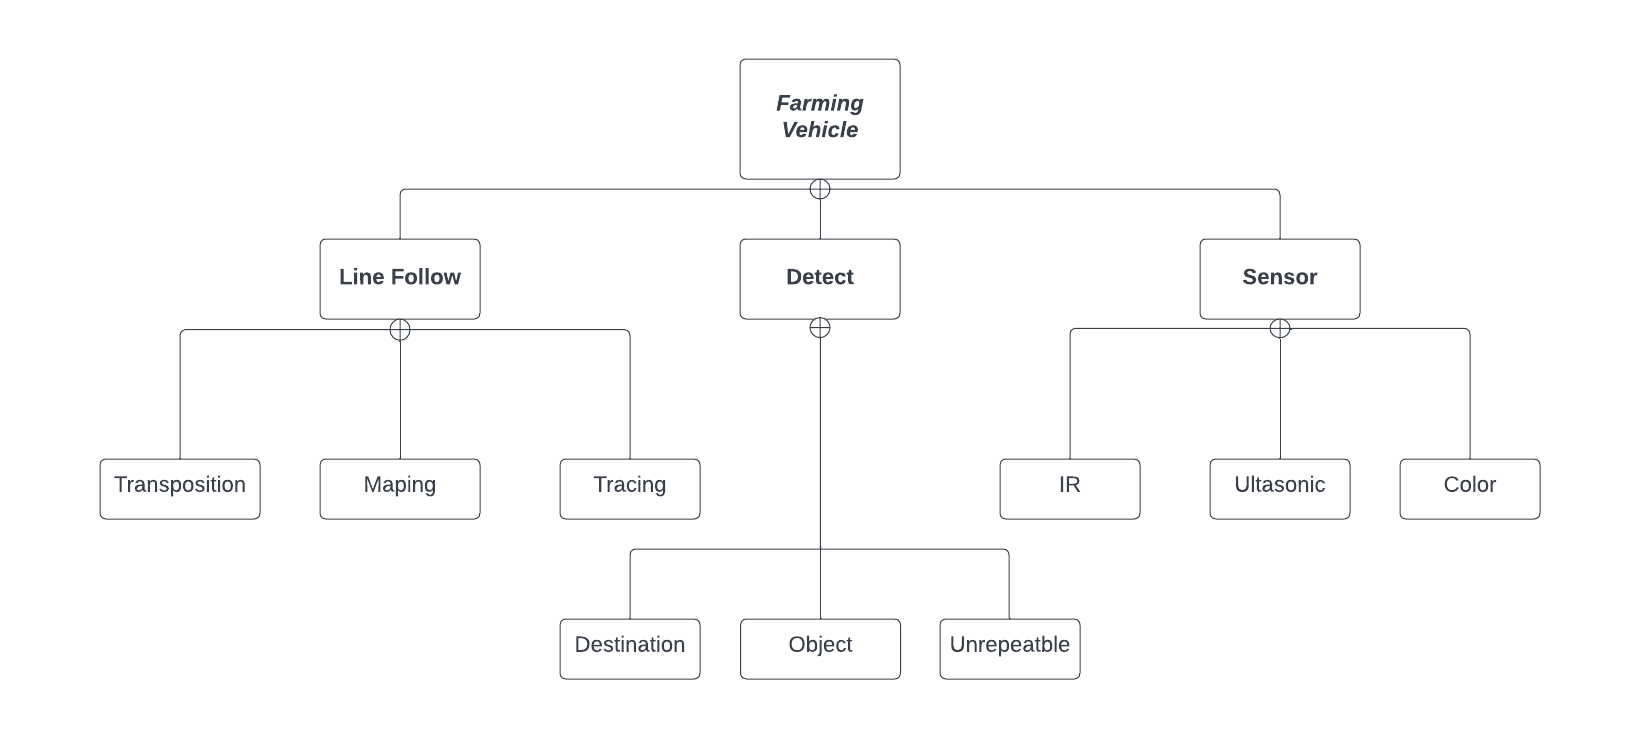 Farming
Vehicle
Line Follow
Detect
Sensor
Transposition
Maping
Tracing
IR
Ultasonic
Color
Destination
Object
Unrepeatble